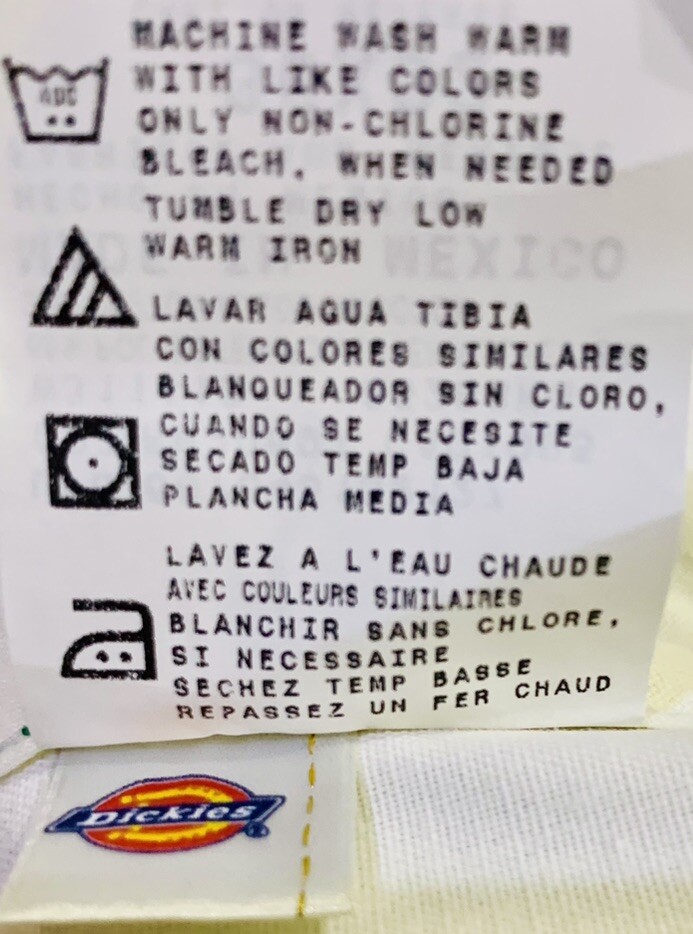 MACHINE WASH WARM
WITH LIKE COLORS
ONLY NON-CHLORINE
BLEACH, WHEN NEEDED
TUMBLE DRY LOW
WARM IRON
LAVAR AGUA TIBIA
CON COLORES SIMILARES
BLANQUEADOR SIN CLORO,
CUANDO SE NECESITE
SECADO TEMP BAJA
PLANCHA MEDIA
LAVEZ A L'EAU CHAUDE
AVEC COULEURS SIMILAIRES
BLANCHIR SANS CHLORE,
SI NECESSAIRE
SECHEZ TEMP BASSE
REPASSEZ UN FER CHAUD
Dickies®